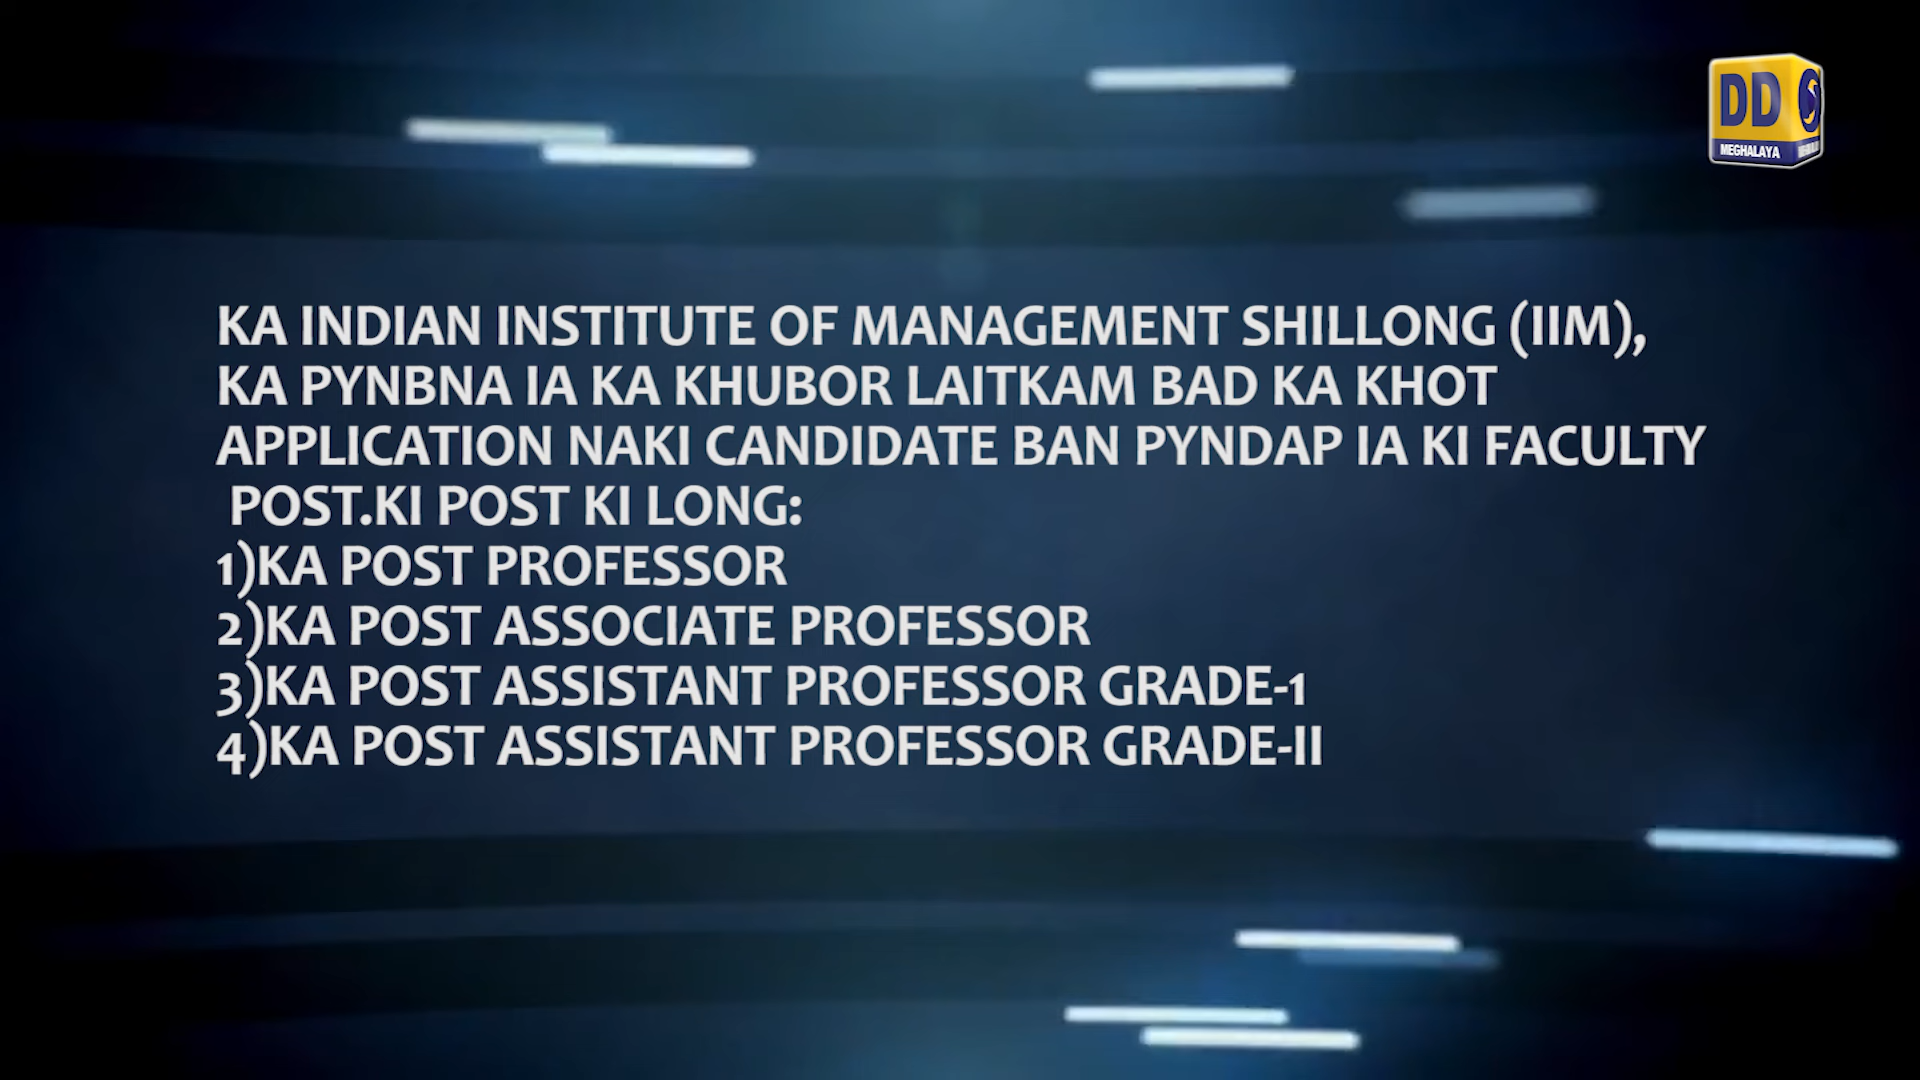 DD
MEGHALAYA
KA INDIAN INSTITUTE OF MANAGEMENT SHILLONG (IIM),
KA PYNBNA IA KA KHUBOR LAITKAM BAD KA KHOT
APPLICATION NAKI CANDIDATE BAN PYNDAP IA KI FACULTY
POST.KI POST KI LONG:
1)KA POST PROFESSOR
2)KA POST ASSOCIATE PROFESSOR
3)KA POST ASSISTANT PROFESSOR GRADE-1
4)KA POST ASSISTANT PROFESSOR GRADE-II